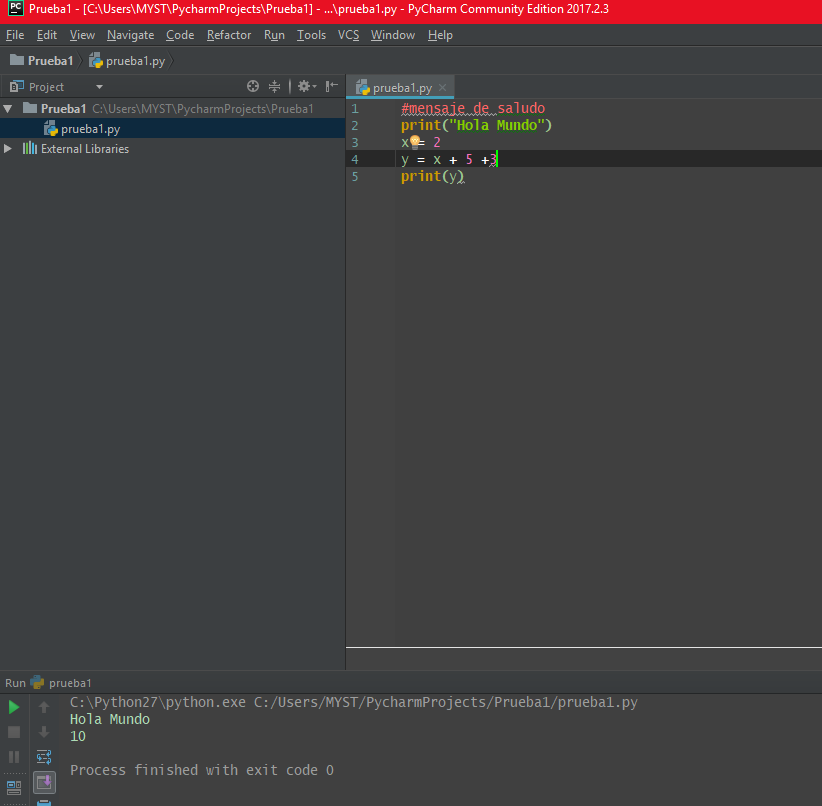 Prueba1 - [C:\Users\MYST\PycharmProjects\Prueba1] - ...\prueba1.py - PyCharm Community Edition 2017.2.3
File Edit View Navigate Code Refactor Run Tools VCS Window Help
Prueba1 prueba1.py
Project
prueba1.py
Prueba1 C:\Users\MYST\PycharmProjects\Prueba1
prueba1.py
External Libraries
1 #mensaje de saludo
2 print("Hola Mundo")
3 x = 2
4 y = x + 5 +3
5 print(y)
Run prueba1
C:\Python27\python.exe C:/Users/MYST/PycharmProjects/Prueba1/prueba1.py
Hola Mundo
10
Process finished with exit code 0